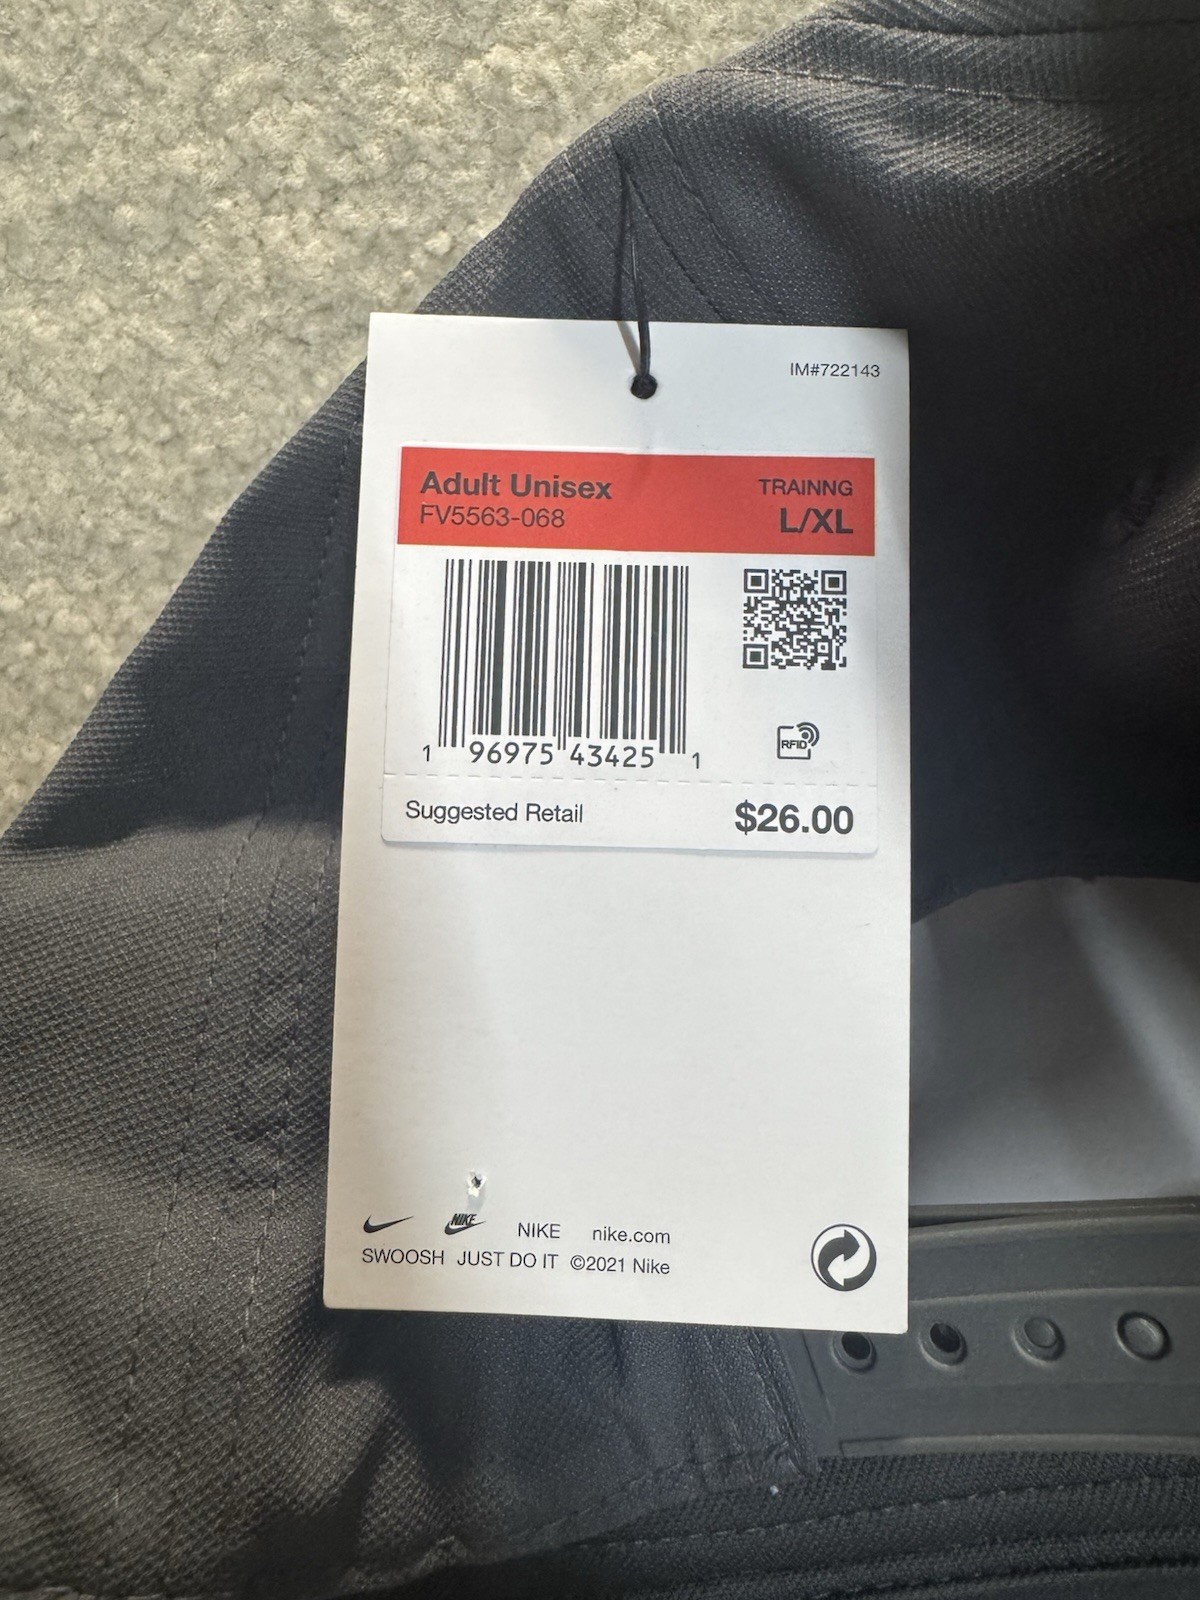 IM#722143
Adult Unisex TRAINNG
FV5563-068 L/XL
1 96975 43425 1
RFID
Suggested Retail $26.00
NIKE NIKE nike.com
SWOOSH JUST DO IT ©2021 Nike